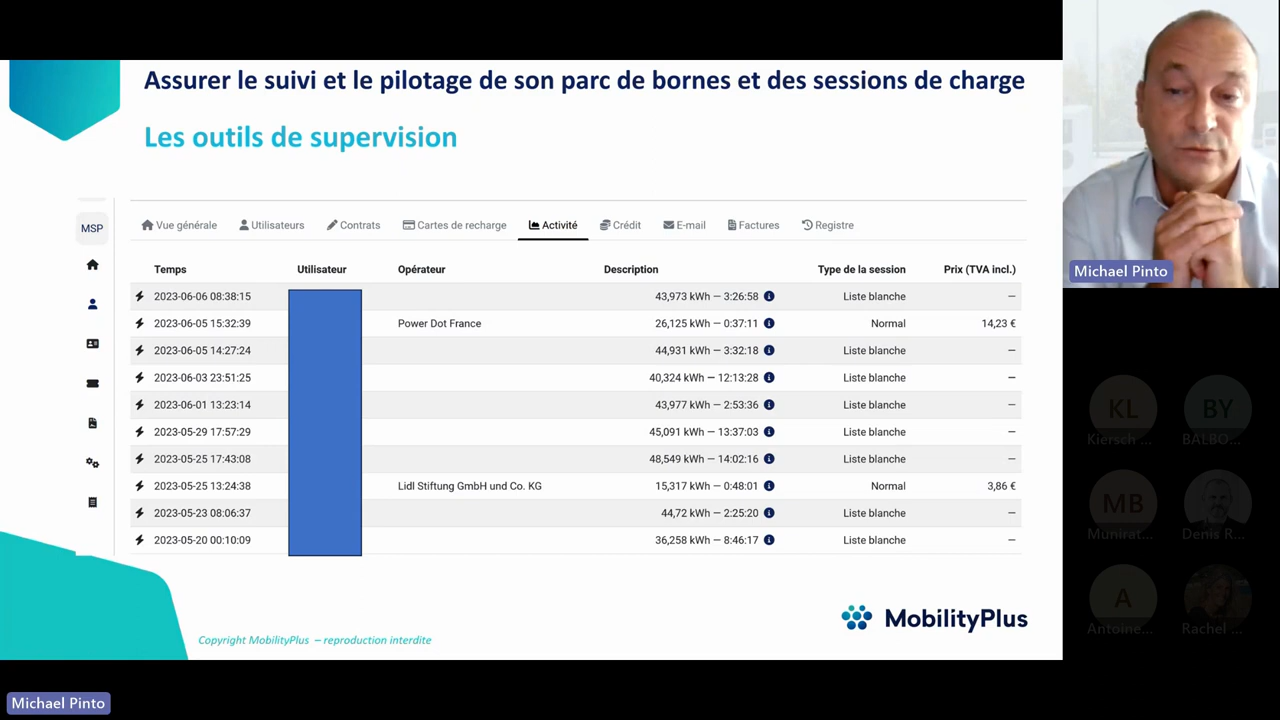 Assurer le suivi et le pilotage de son parc de bornes et des sessions de charge
Les outils de supervision
MSP
Vue générale Utilisateurs Contrats Cartes de recharge Activité Crédit E-mail Factures Registre
Temps Utilisateur Opérateur Description Type de la session Prix (TVA incl.)
2023-06-06 08:38:15 43,973 kWh — 3:26:58 Liste blanche —
2023-06-05 15:32:39 Power Dot France 26,125 kWh — 0:37:11 Normal 14,23 €
2023-06-05 14:27:24 44,931 kWh — 3:32:18 Liste blanche —
2023-06-03 23:51:25 40,324 kWh — 12:13:28 Liste blanche —
2023-06-01 13:23:14 43,977 kWh — 2:53:36 Liste blanche —
2023-05-29 17:57:29 45,091 kWh — 13:37:03 Liste blanche —
2023-05-25 17:43:08 48,549 kWh — 14:02:16 Liste blanche —
2023-05-25 13:24:38 Lidl Stiftung GmbH und Co. KG 15,317 kWh — 0:48:01 Normal 3,86 €
2023-05-23 08:06:37 44,72 kWh — 2:25:20 Liste blanche —
2023-05-20 00:10:09 36,258 kWh — 8:46:17 Liste blanche —
MobilityPlus
Copyright MobilityPlus – reproduction interdite
Michael Pinto
KL BY
Kiersch ... BALBO...
MB
Munirat... Denis R...
A
Antoine... Rachel ...
Michael Pinto